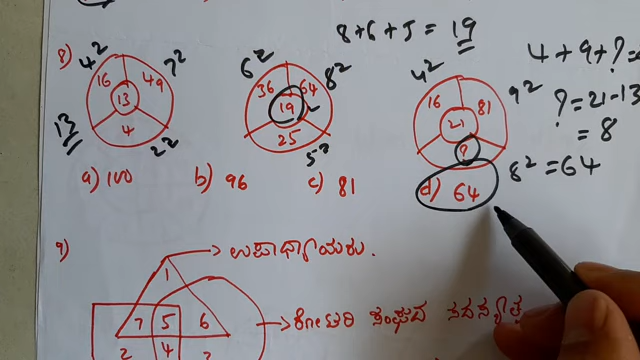 8+6+5 = 19
8)
4² 7² 16 49 13 4 13 2²
6² 8² 36 64 19 25 5²
4² 9² 16 81 21 ?
4+9+?=
?=21-13
=8
8²=64
a) 100 b) 96 c) 81 d) 64
9)
ಉಪಾಧ್ಯಾಯರು.
1
7 5 6
2 4